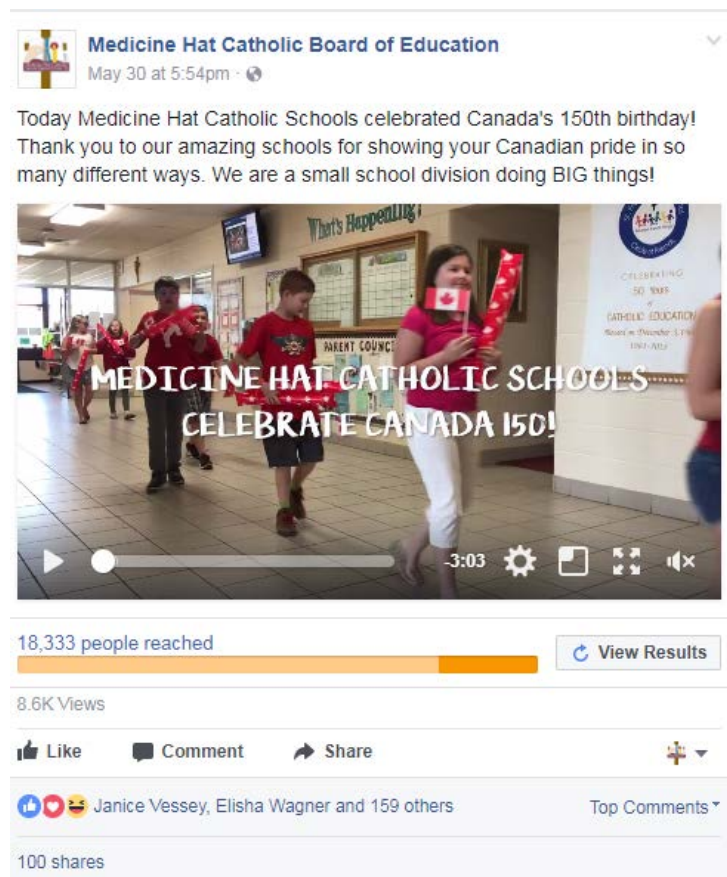 Medicine Hat Catholic Board of Education
May 30 at 5:54pm ·
Today Medicine Hat Catholic Schools celebrated Canada's 150th birthday!
Thank you to our amazing schools for showing your Canadian pride in so
many different ways. We are a small school division doing BIG things!
What's Happening!
PARENT COUNC
CELEBRATING
50 YEARS
of
CATHOLIC EDUCATION
MEDICINE HAT CATHOLIC SCHOOLS
CELEBRATE CANADA 150!
-3:03
18,333 people reached
View Results
8.6K Views
Like Comment Share
Janice Vessey, Elisha Wagner and 159 others
Top Comments
100 shares